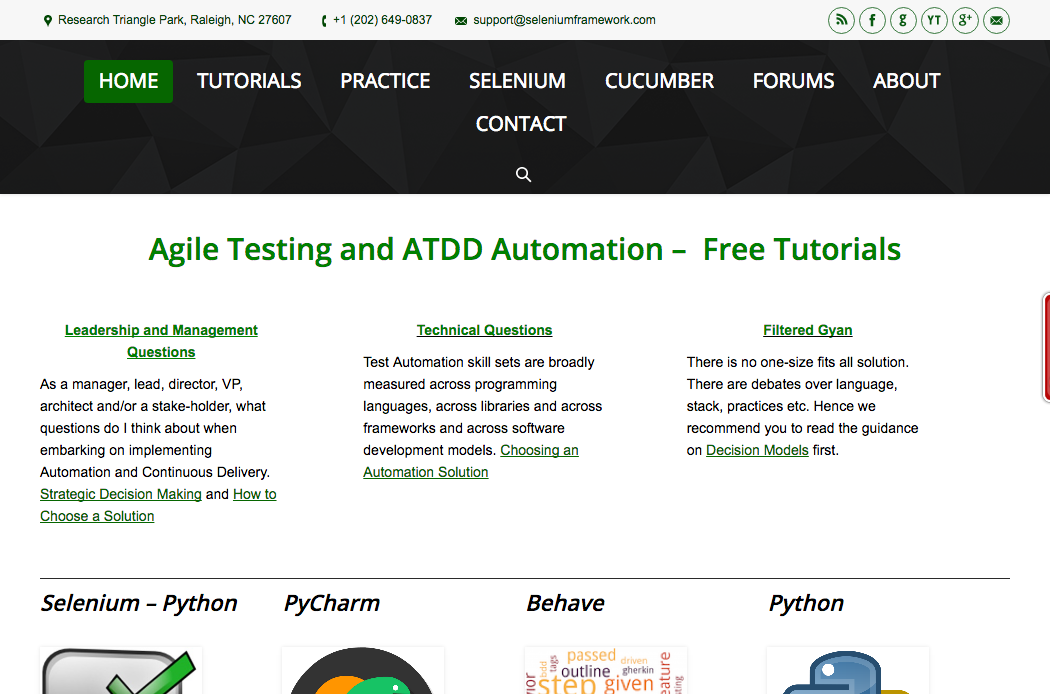 Research Triangle Park, Raleigh, NC 27607
+1 (202) 649-0837
support@seleniumframework.com
f
g
YT
g+
HOME
TUTORIALS
PRACTICE
SELENIUM
CUCUMBER
FORUMS
ABOUT
CONTACT
Agile Testing and ATDD Automation – Free Tutorials
Leadership and Management
Questions
As a manager, lead, director, VP,
architect and/or a stake-holder, what
questions do I think about when
embarking on implementing
Automation and Continuous Delivery.
Strategic Decision Making and How to
Choose a Solution
Technical Questions
Test Automation skill sets are broadly
measured across programming
languages, across libraries and across
frameworks and across software
development models. Choosing an
Automation Solution
Filtered Gyan
There is no one-size fits all solution.
There are debates over language,
stack, practices etc. Hence we
recommend you to read the guidance
on Decision Models first.
Selenium – Python
PyCharm
Behave
Python
passed
driven
bdd
tags
outline
gherkin
step
given